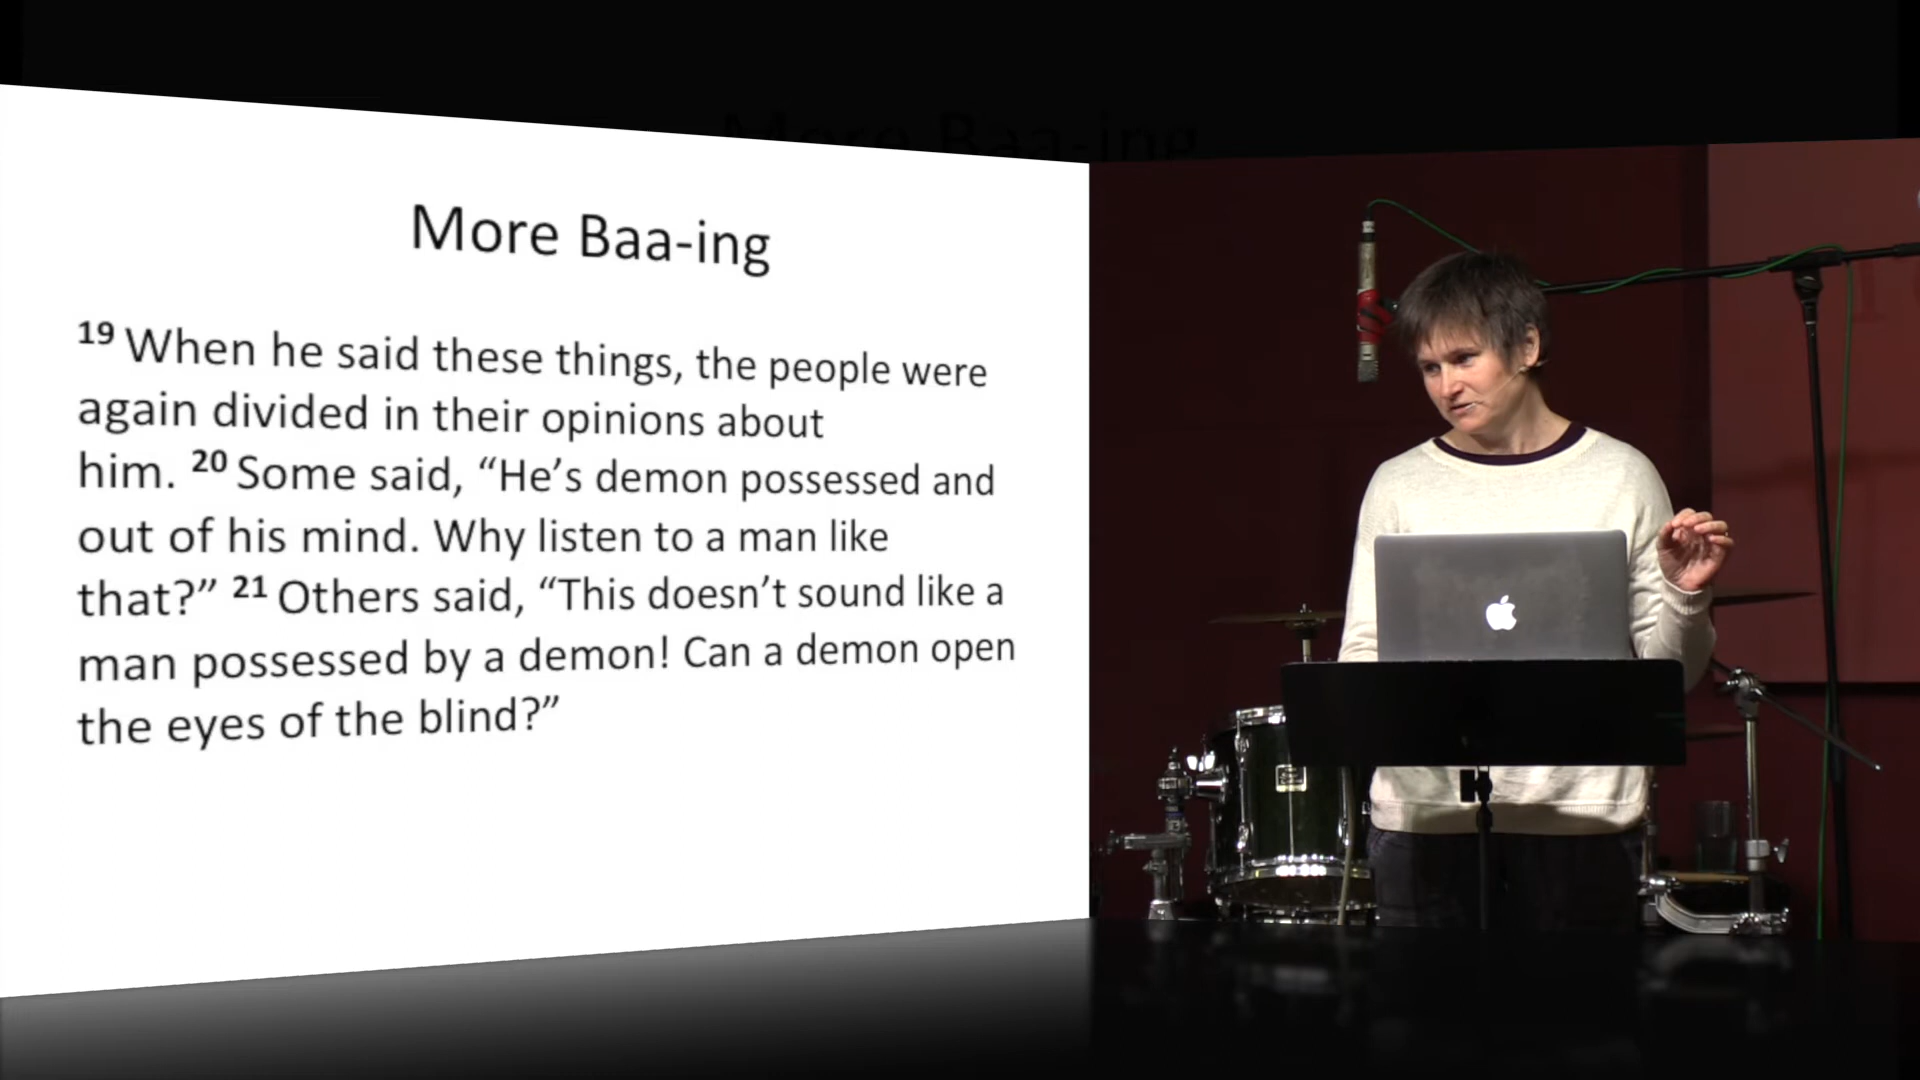 More Baa-ing
19 When he said these things, the people were
again divided in their opinions about
him. 20 Some said, “He’s demon possessed and
out of his mind. Why listen to a man like
that?” 21 Others said, “This doesn’t sound like a
man possessed by a demon! Can a demon open
the eyes of the blind?”